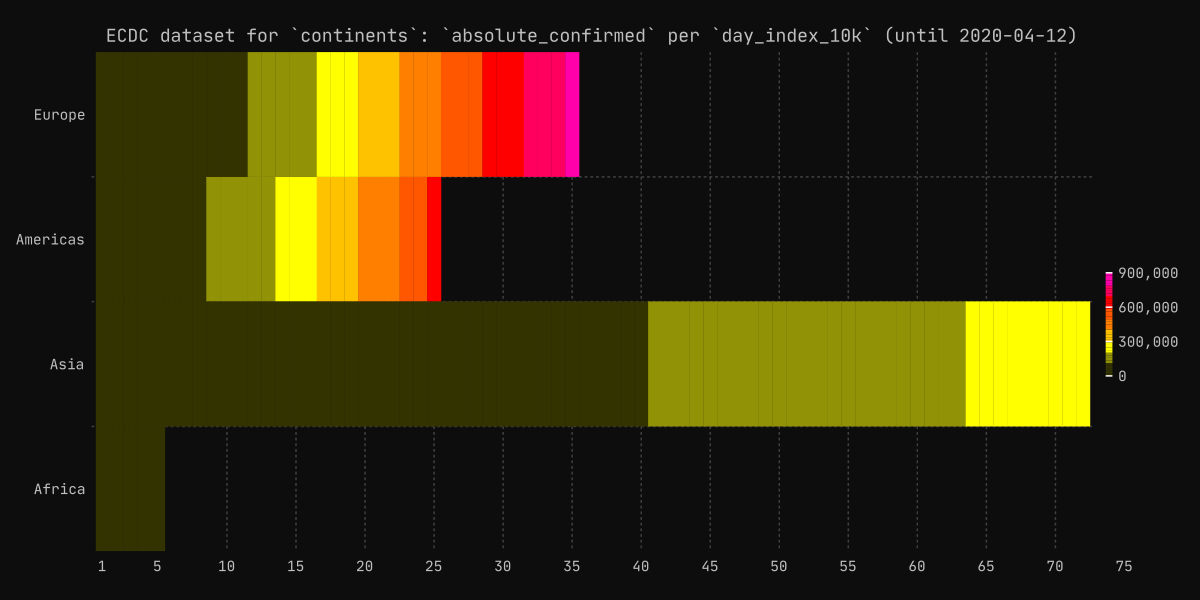 ECDC dataset for `continents`: `absolute_confirmed` per `day_index_10k` (until 2020-04-12)
Europe
Americas
Asia
Africa
900,000
600,000
300,000
0
1 5 10 15 20 25 30 35 40 45 50 55 60 65 70 75